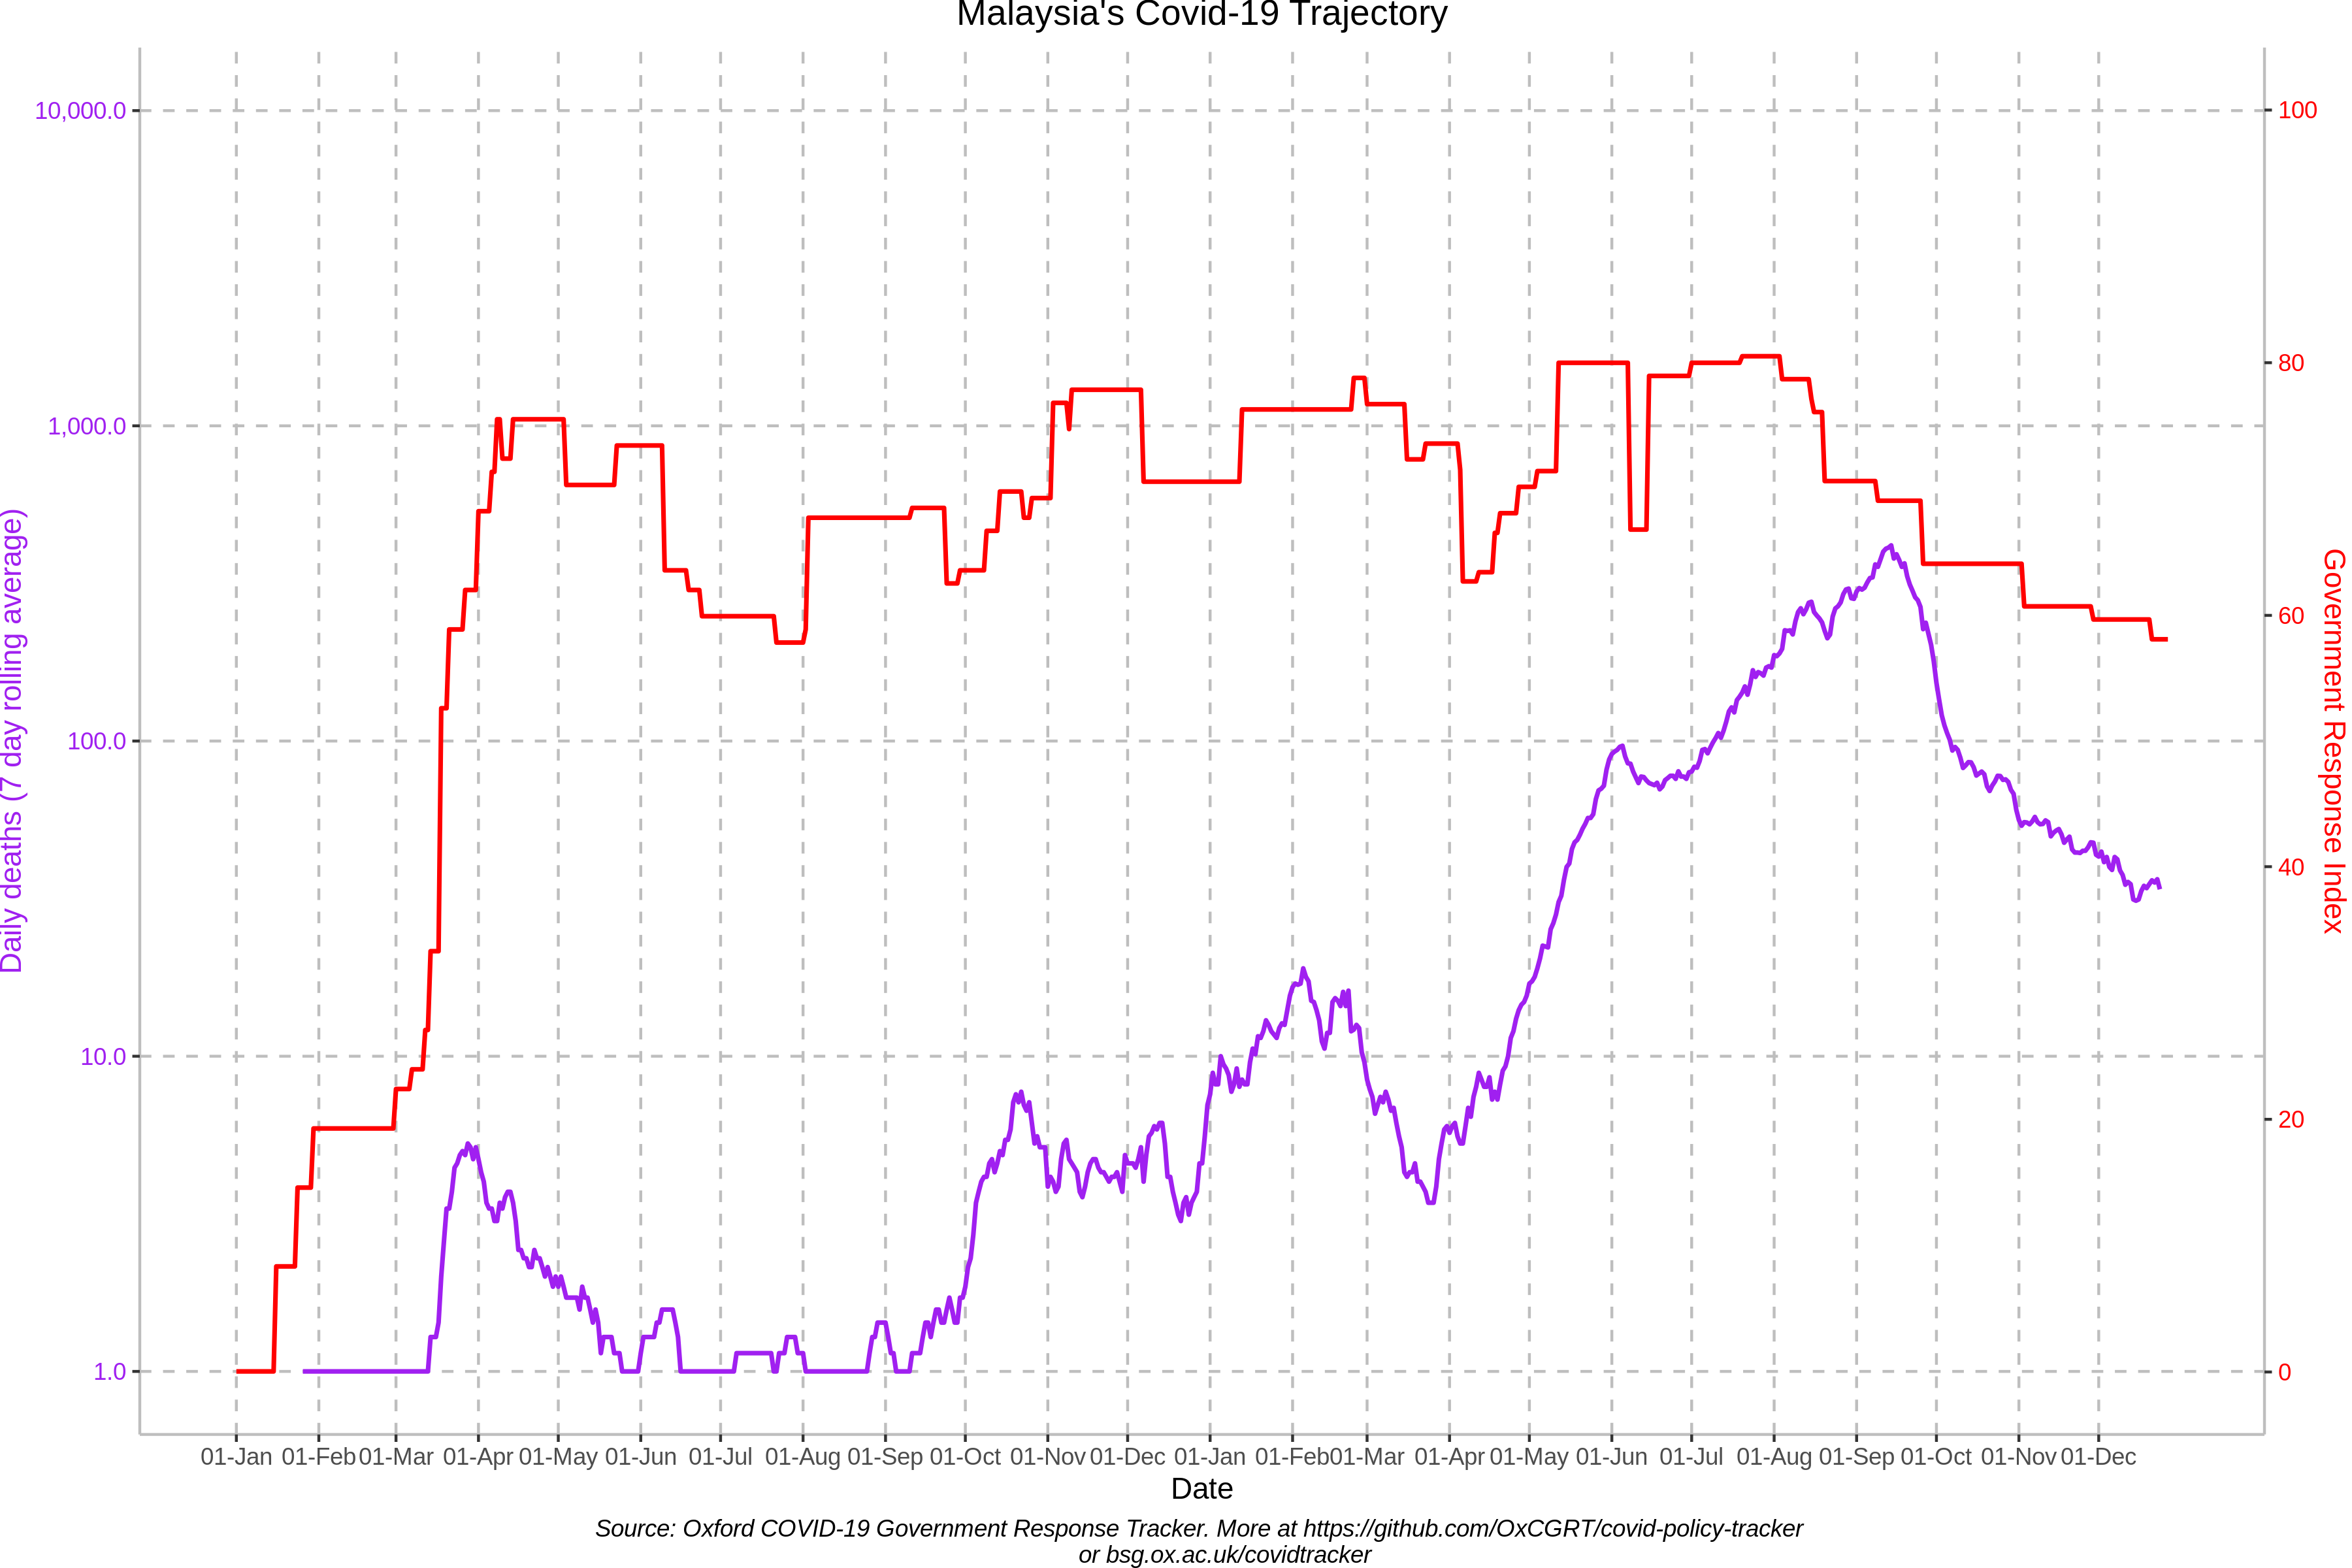 Malaysia's Covid-19 Trajectory
10,000.0
1,000.0
100.0
10.0
1.0
Daily deaths (7 day rolling average)
100
80
60
40
20
0
Government Response Index
01-Jan 01-Feb 01-Mar 01-Apr 01-May 01-Jun 01-Jul 01-Aug 01-Sep 01-Oct 01-Nov 01-Dec 01-Jan 01-Feb 01-Mar 01-Apr 01-May 01-Jun 01-Jul 01-Aug 01-Sep 01-Oct 01-Nov 01-Dec
Date
Source: Oxford COVID-19 Government Response Tracker. More at https://github.com/OxCGRT/covid-policy-tracker
or bsg.ox.ac.uk/covidtracker